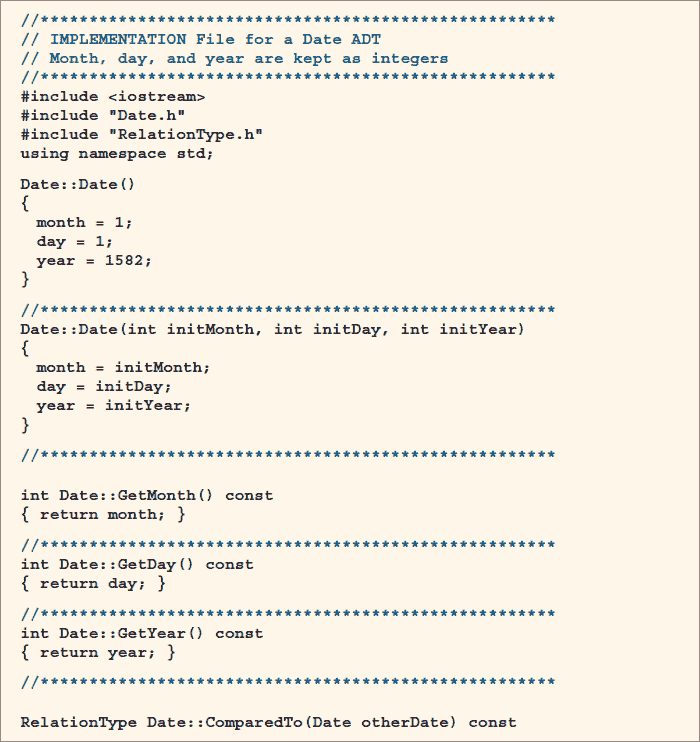 //*****************************************************
// IMPLEMENTATION File for a Date ADT
// Month, day, and year are kept as integers
//*****************************************************
#include <iostream>
#include "Date.h"
#include "RelationType.h"
using namespace std;
Date::Date()
{
month = 1;
day = 1;
year = 1582;
}
//*****************************************************
Date::Date(int initMonth, int initDay, int initYear)
{
month = initMonth;
day = initDay;
year = initYear;
}
//*****************************************************
int Date::GetMonth() const
{ return month; }
//*****************************************************
int Date::GetDay() const
{ return day; }
//*****************************************************
int Date::GetYear() const
{ return year; }
//*****************************************************
RelationType Date::ComparedTo(Date otherDate) const